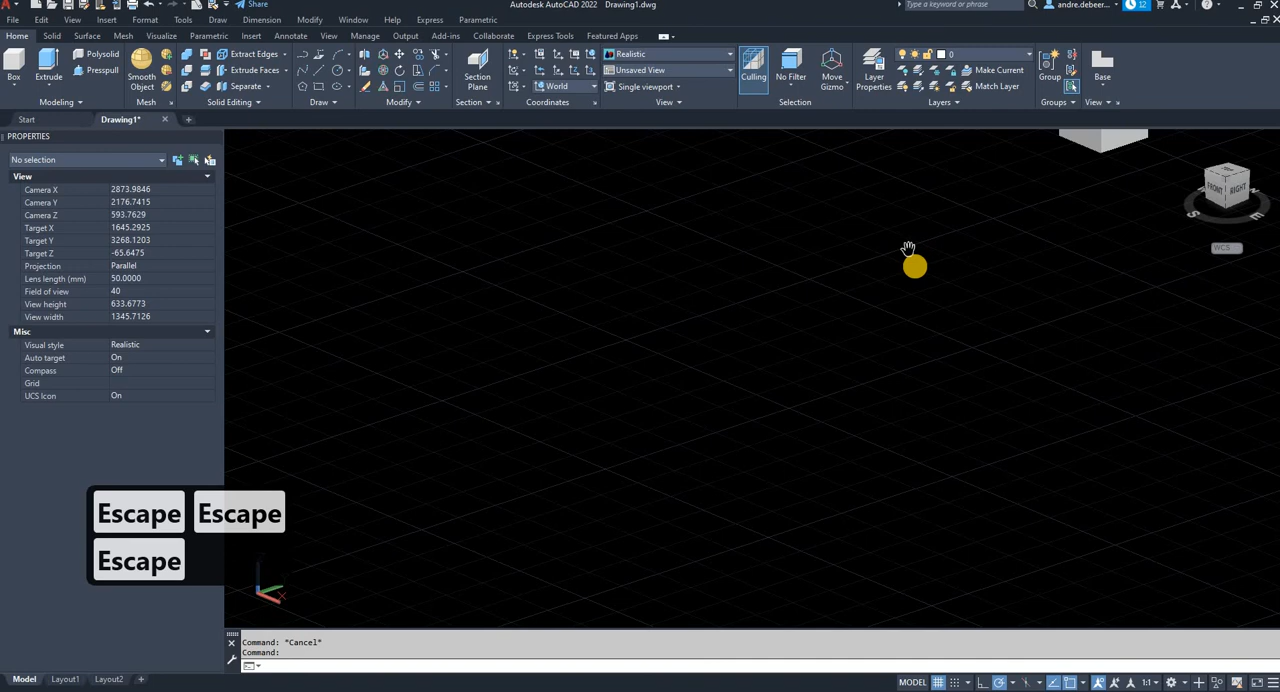 Share
Autodesk AutoCAD 2022 Drawing1.dwg
Type a keyword or phrase
andre.debeer...
12
File Edit View Insert Format Tools Draw Dimension Modify Window Help Express Parametric
Home Solid Surface Mesh Visualize Parametric Insert Annotate View Manage Output Add-ins Collaborate Express Tools Featured Apps
Box
Extrude
Polysolid
Presspull
Smooth
Object
Extract Edges
Extrude Faces
Separate
World
Section
Plane
Realistic
Unsaved View
Single viewport
Culling
No Filter
Move
Gizmo
Layer
Properties
0
Make Current
Match Layer
Group
Base
Modeling Mesh Solid Editing Draw Modify Section Coordinates View Selection Layers Groups View
Start Drawing1*
PROPERTIES
No selection
View
Camera X 2873.9846
Camera Y 2176.7415
Camera Z 593.7629
Target X 1645.2925
Target Y 3268.1203
Target Z -65.6475
Projection Parallel
Lens length (mm) 50.0000
Field of view 40
View height 633.6773
View width 1345.7126
Misc
Visual style Realistic
Auto target On
Compass Off
Grid
UCS Icon On
FRONT RIGHT
S E
WCS
Escape Escape
Escape
Command: *Cancel*
Command:
Model Layout1 Layout2
MODEL 1:1